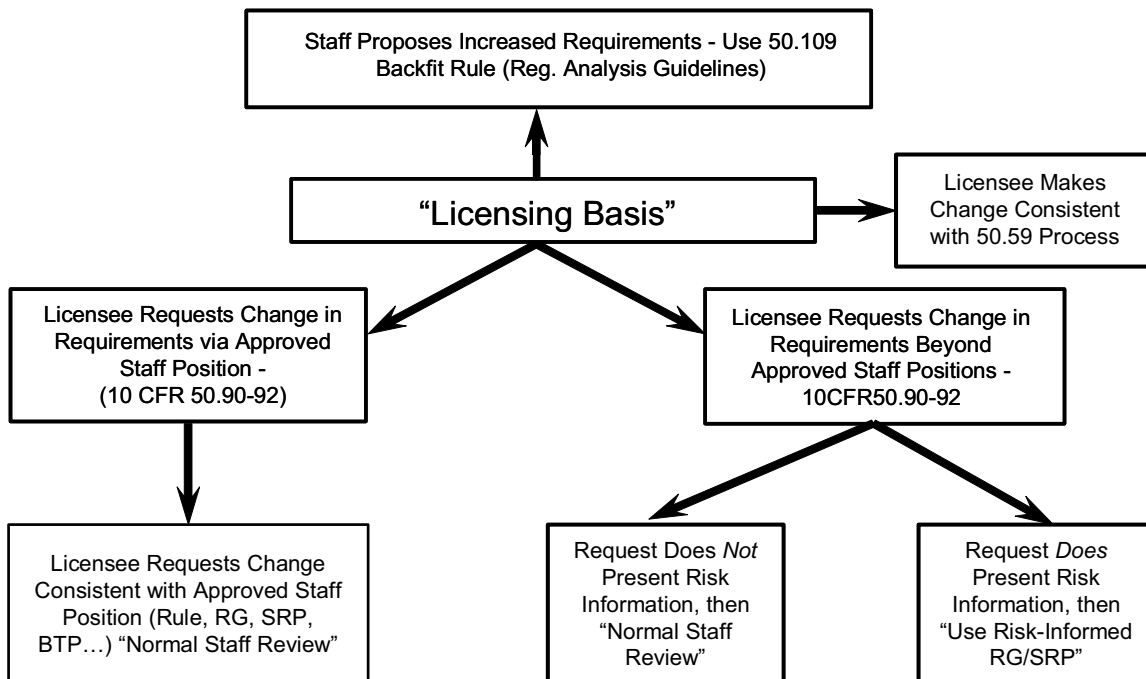 Staff Proposes Increased Requirements - Use 50.109
Backfit Rule (Reg. Analysis Guidelines)
“Licensing Basis”
Licensee Makes
Change Consistent
with 50.59 Process
Licensee Requests Change in
Requirements via Approved
Staff Position -
(10 CFR 50.90-92)
Licensee Requests Change in
Requirements Beyond
Approved Staff Positions -
10CFR50.90-92
Licensee Requests Change
Consistent with Approved Staff
Position (Rule, RG, SRP,
BTP…) “Normal Staff Review”
Request Does Not
Present Risk
Information, then
“Normal Staff
Review”
Request Does
Present Risk
Information, then
“Use Risk-Informed
RG/SRP”